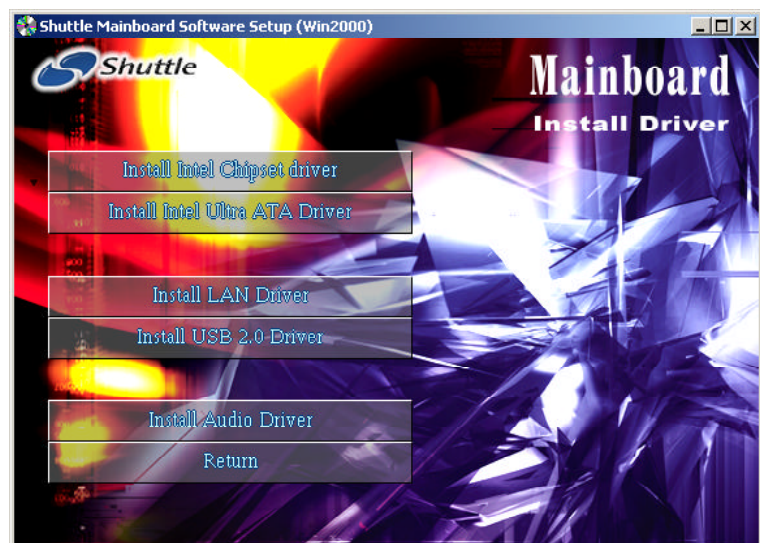 Shuttle Mainboard Software Setup (Win2000)
Shuttle
Mainboard
Install Driver
Install Intel Chipset driver
Install Intel Ultra ATA Driver
Install LAN Driver
Install USB 2.0 Driver
Install Audio Driver
Return